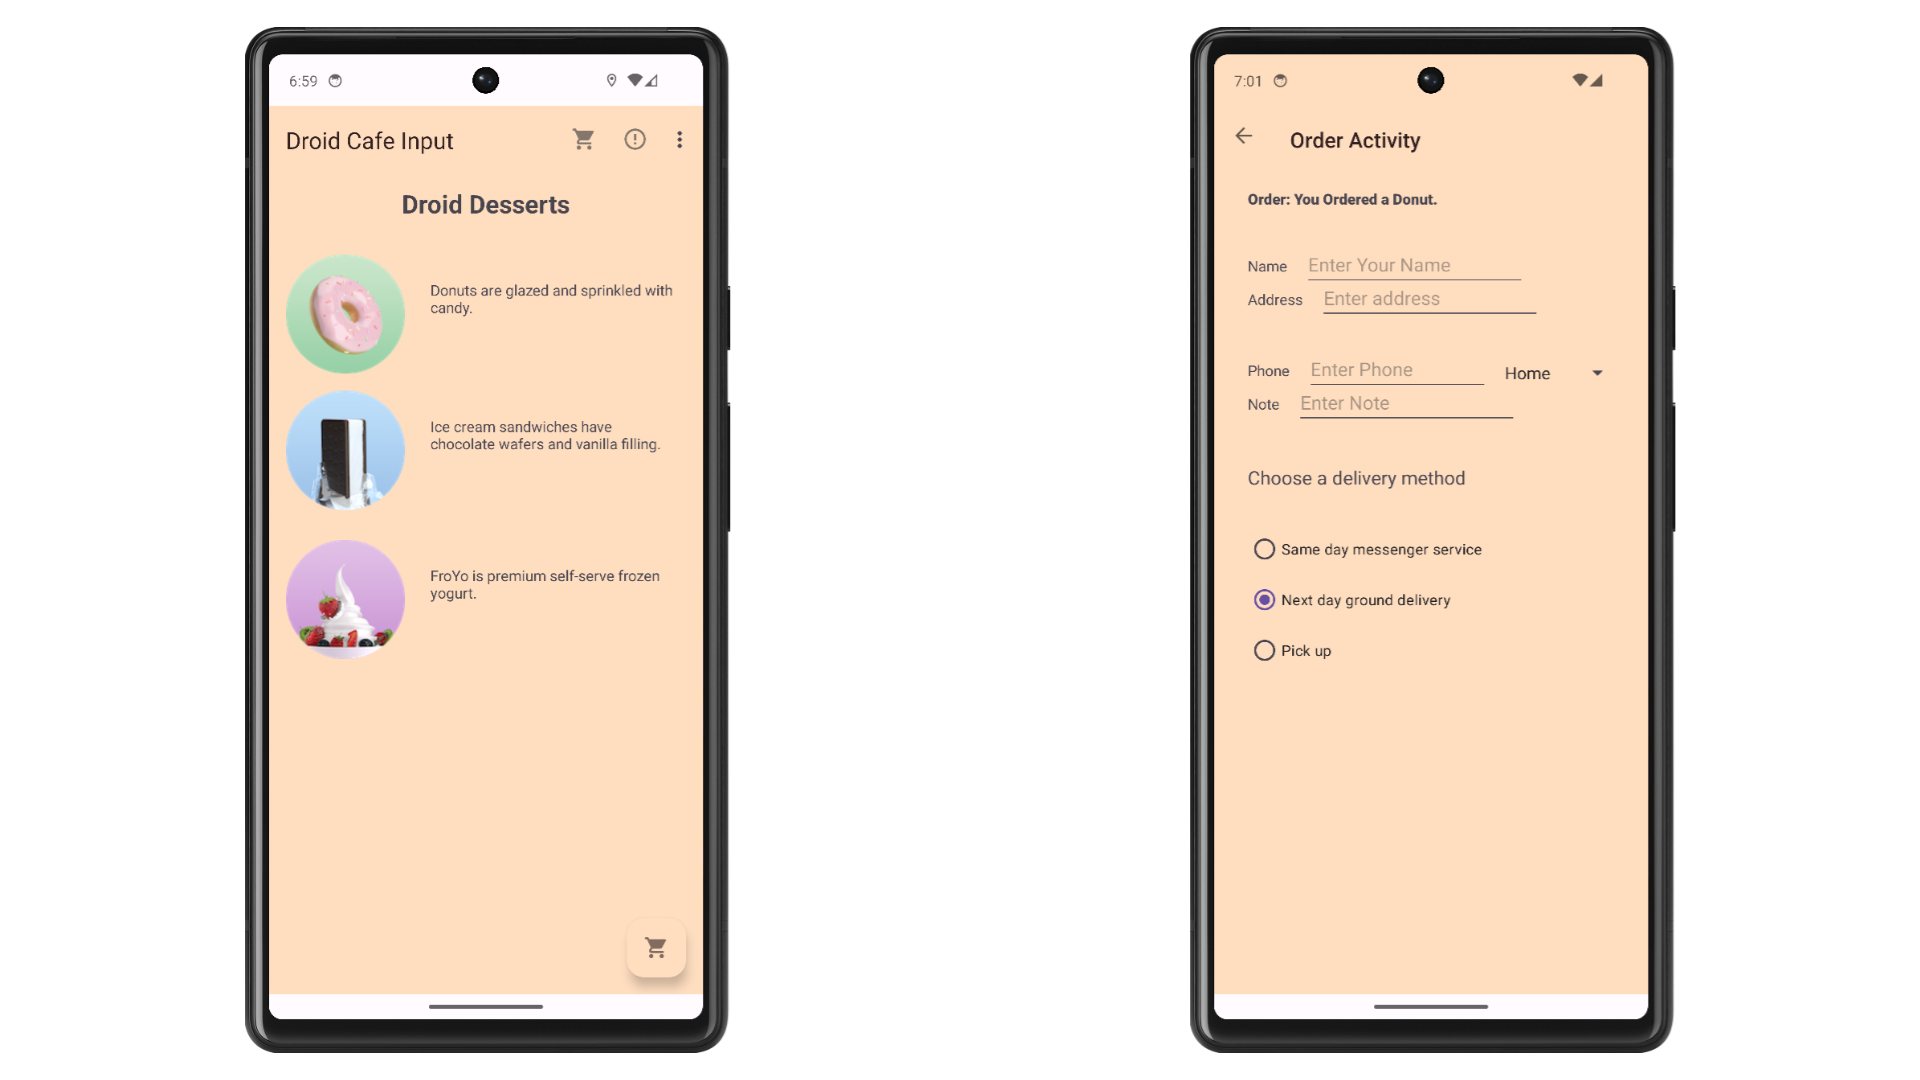 6:59
Droid Cafe Input
Droid Desserts
Donuts are glazed and sprinkled with
candy.
Ice cream sandwiches have
chocolate wafers and vanilla filling.
FroYo is premium self-serve frozen
yogurt.
7:01
Order Activity
Order: You Ordered a Donut.
Name Enter Your Name
Address Enter address
Phone Enter Phone Home
Note Enter Note
Choose a delivery method
Same day messenger service
Next day ground delivery
Pick up